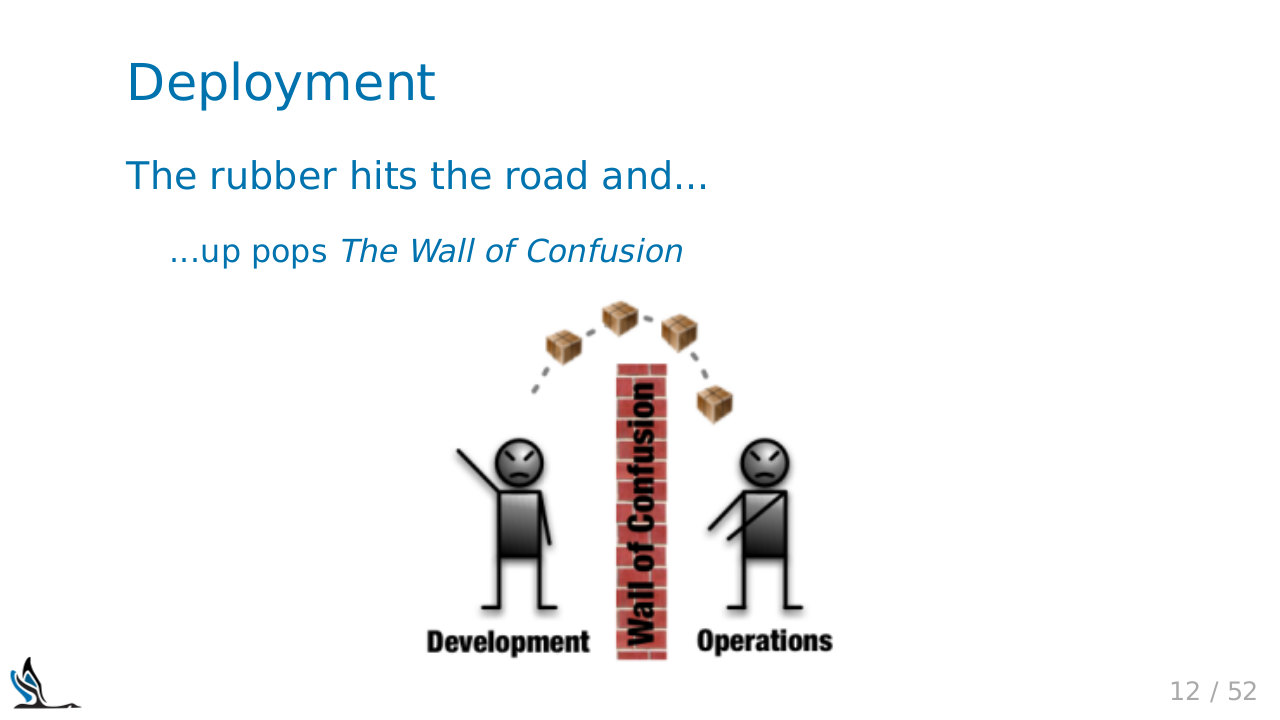 Deployment
The rubber hits the road and...
...up pops The Wall of Confusion
Wall of Confusion
Development
Operations
12 / 52